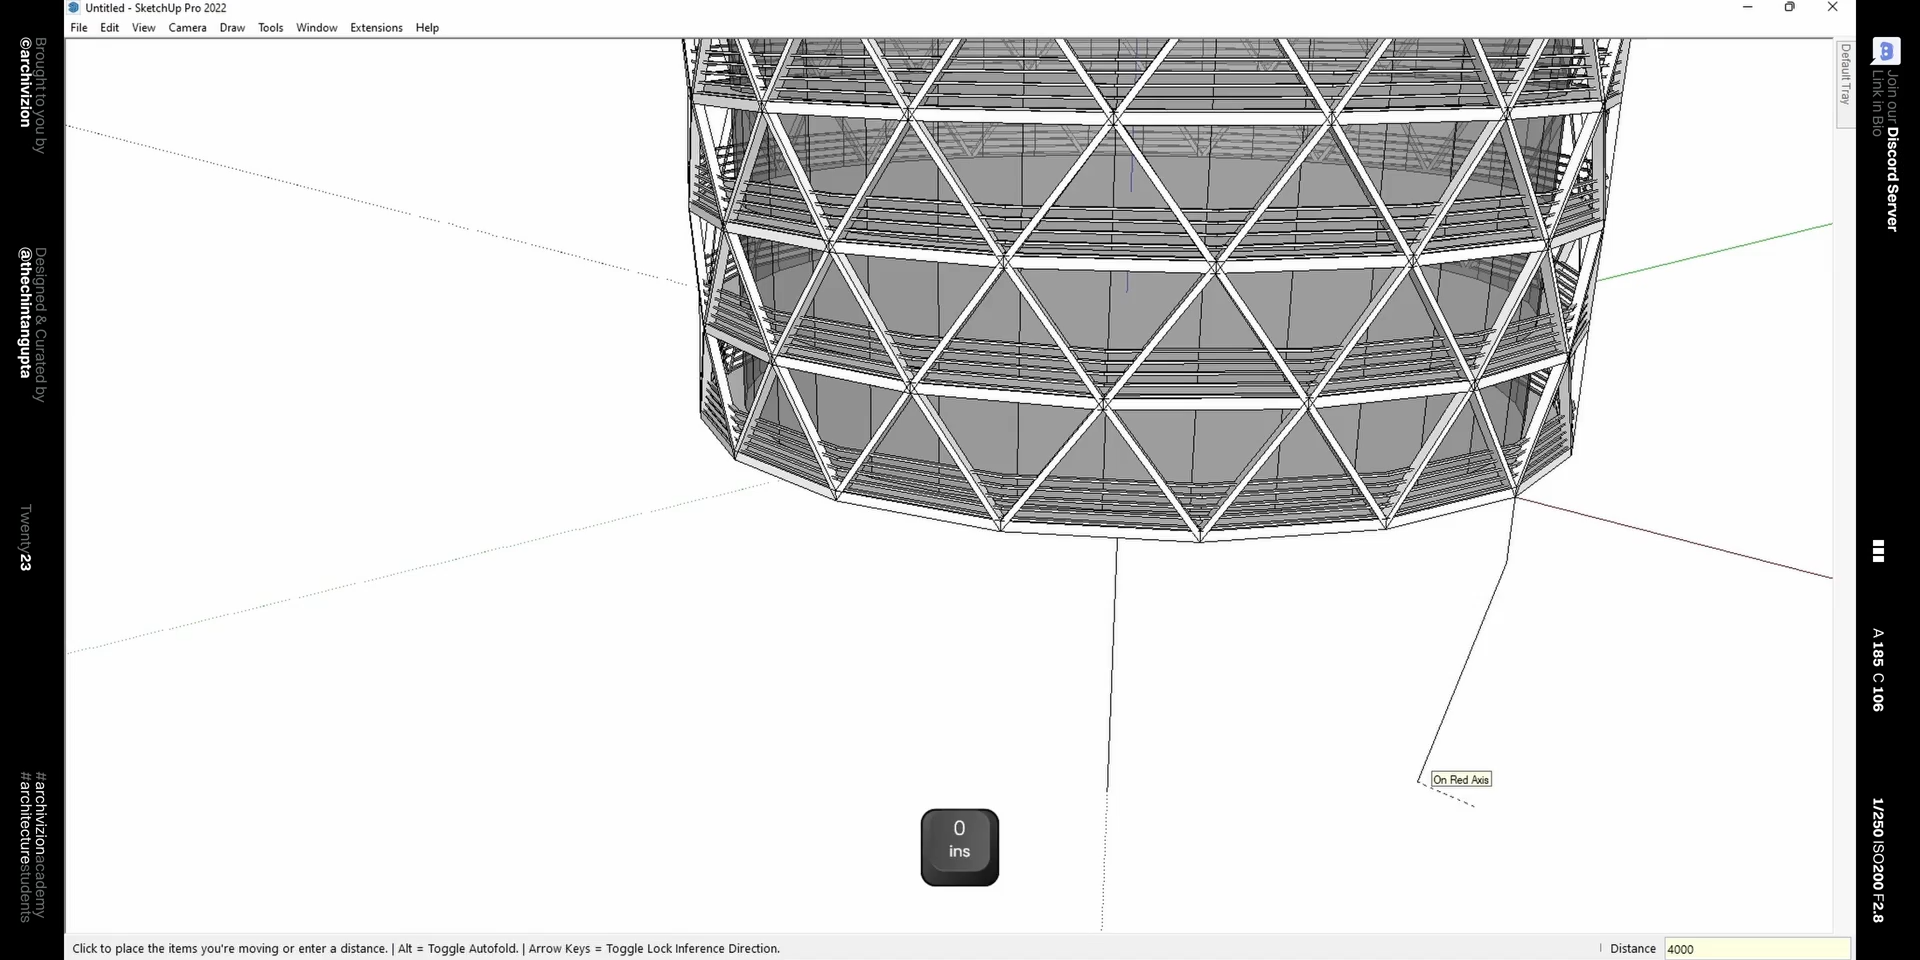 Untitled - SketchUp Pro 2022
File Edit View Camera Draw Tools Window Extensions Help
Brought to you by
©archivizion
Designed & Curated by
@thechintangupta
Twenty23
#archivizionacademy
#architecturestudents
Default Tray
Join our Discord Server
Link in Bio
A 185 C 106
1/250 ISO200 F2.8
On Red Axis
0
ins
Click to place the items you're moving or enter a distance. | Alt = Toggle Autofold. | Arrow Keys = Toggle Lock Inference Direction.
Distance 4000